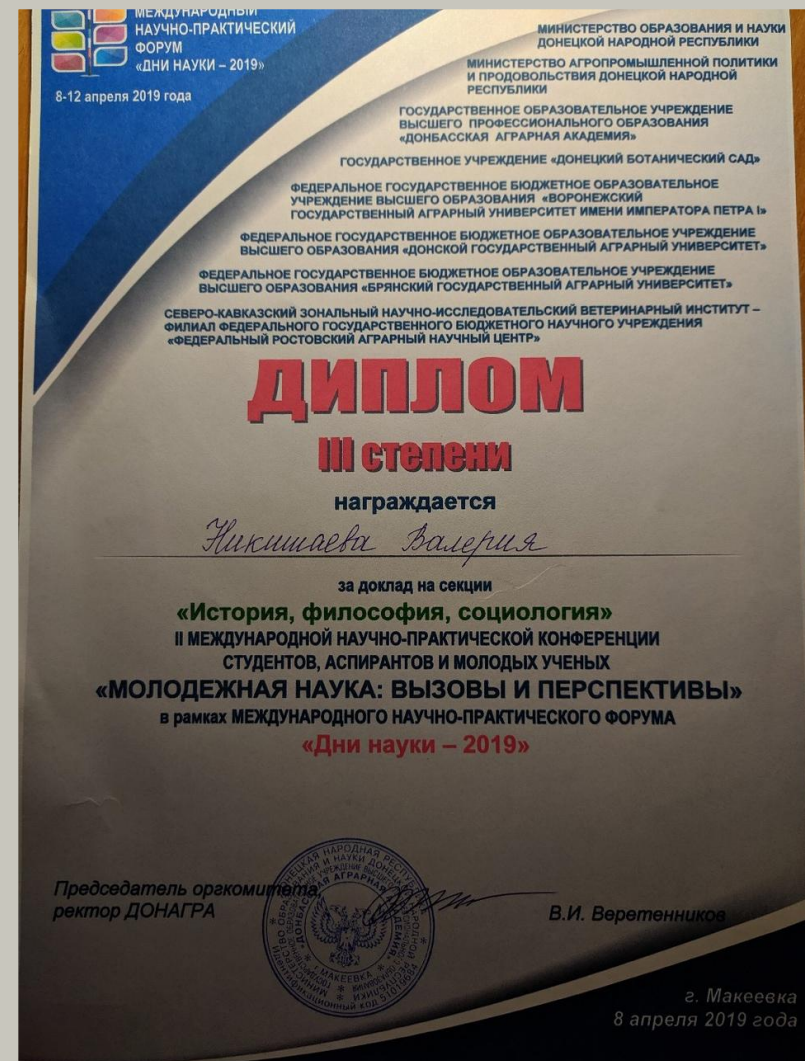 МЕЖДУНАРОДНЫЙ
НАУЧНО-ПРАКТИЧЕСКИЙ
ФОРУМ
«ДНИ НАУКИ – 2019»
8-12 апреля 2019 года
МИНИСТЕРСТВО ОБРАЗОВАНИЯ И НАУКИ
ДОНЕЦКОЙ НАРОДНОЙ РЕСПУБЛИКИ
МИНИСТЕРСТВО АГРОПРОМЫШЛЕННОЙ ПОЛИТИКИ
И ПРОДОВОЛЬСТВИЯ ДОНЕЦКОЙ НАРОДНОЙ
РЕСПУБЛИКИ
ГОСУДАРСТВЕННОЕ ОБРАЗОВАТЕЛЬНОЕ УЧРЕЖДЕНИЕ
ВЫСШЕГО ПРОФЕССИОНАЛЬНОГО ОБРАЗОВАНИЯ
«ДОНБАССКАЯ АГРАРНАЯ АКАДЕМИЯ»
ГОСУДАРСТВЕННОЕ УЧРЕЖДЕНИЕ «ДОНЕЦКИЙ БОТАНИЧЕСКИЙ САД»
ФЕДЕРАЛЬНОЕ ГОСУДАРСТВЕННОЕ БЮДЖЕТНОЕ ОБРАЗОВАТЕЛЬНОЕ
УЧРЕЖДЕНИЕ ВЫСШЕГО ОБРАЗОВАНИЯ «ВОРОНЕЖСКИЙ
ГОСУДАРСТВЕННЫЙ АГРАРНЫЙ УНИВЕРСИТЕТ ИМЕНИ ИМПЕРАТОРА ПЕТРА I»
ФЕДЕРАЛЬНОЕ ГОСУДАРСТВЕННОЕ БЮДЖЕТНОЕ ОБРАЗОВАТЕЛЬНОЕ УЧРЕЖДЕНИЕ
ВЫСШЕГО ОБРАЗОВАНИЯ «ДОНСКОЙ ГОСУДАРСТВЕННЫЙ АГРАРНЫЙ УНИВЕРСИТЕТ»
ФЕДЕРАЛЬНОЕ ГОСУДАРСТВЕННОЕ БЮДЖЕТНОЕ ОБРАЗОВАТЕЛЬНОЕ УЧРЕЖДЕНИЕ
ВЫСШЕГО ОБРАЗОВАНИЯ «БРЯНСКИЙ ГОСУДАРСТВЕННЫЙ АГРАРНЫЙ УНИВЕРСИТЕТ»
СЕВЕРО-КАВКАЗСКИЙ ЗОНАЛЬНЫЙ НАУЧНО-ИССЛЕДОВАТЕЛЬСКИЙ ВЕТЕРИНАРНЫЙ ИНСТИТУТ –
ФИЛИАЛ ФЕДЕРАЛЬНОГО ГОСУДАРСТВЕННОГО БЮДЖЕТНОГО НАУЧНОГО УЧРЕЖДЕНИЯ
«ФЕДЕРАЛЬНЫЙ РОСТОВСКИЙ АГРАРНЫЙ НАУЧНЫЙ ЦЕНТР»
ДИПЛОМ
III степени
награждается
Никишаева Валерия
за доклад на секции
«История, философия, социология»
II МЕЖДУНАРОДНОЙ НАУЧНО-ПРАКТИЧЕСКОЙ КОНФЕРЕНЦИИ
СТУДЕНТОВ, АСПИРАНТОВ И МОЛОДЫХ УЧЕНЫХ
«МОЛОДЕЖНАЯ НАУКА: ВЫЗОВЫ И ПЕРСПЕКТИВЫ»
в рамках МЕЖДУНАРОДНОГО НАУЧНО-ПРАКТИЧЕСКОГО ФОРУМА
«Дни науки – 2019»
Председатель оргкомитета,
ректор ДОНАГРА
В.И. Веретенников
г. Макеевка
8 апреля 2019 года